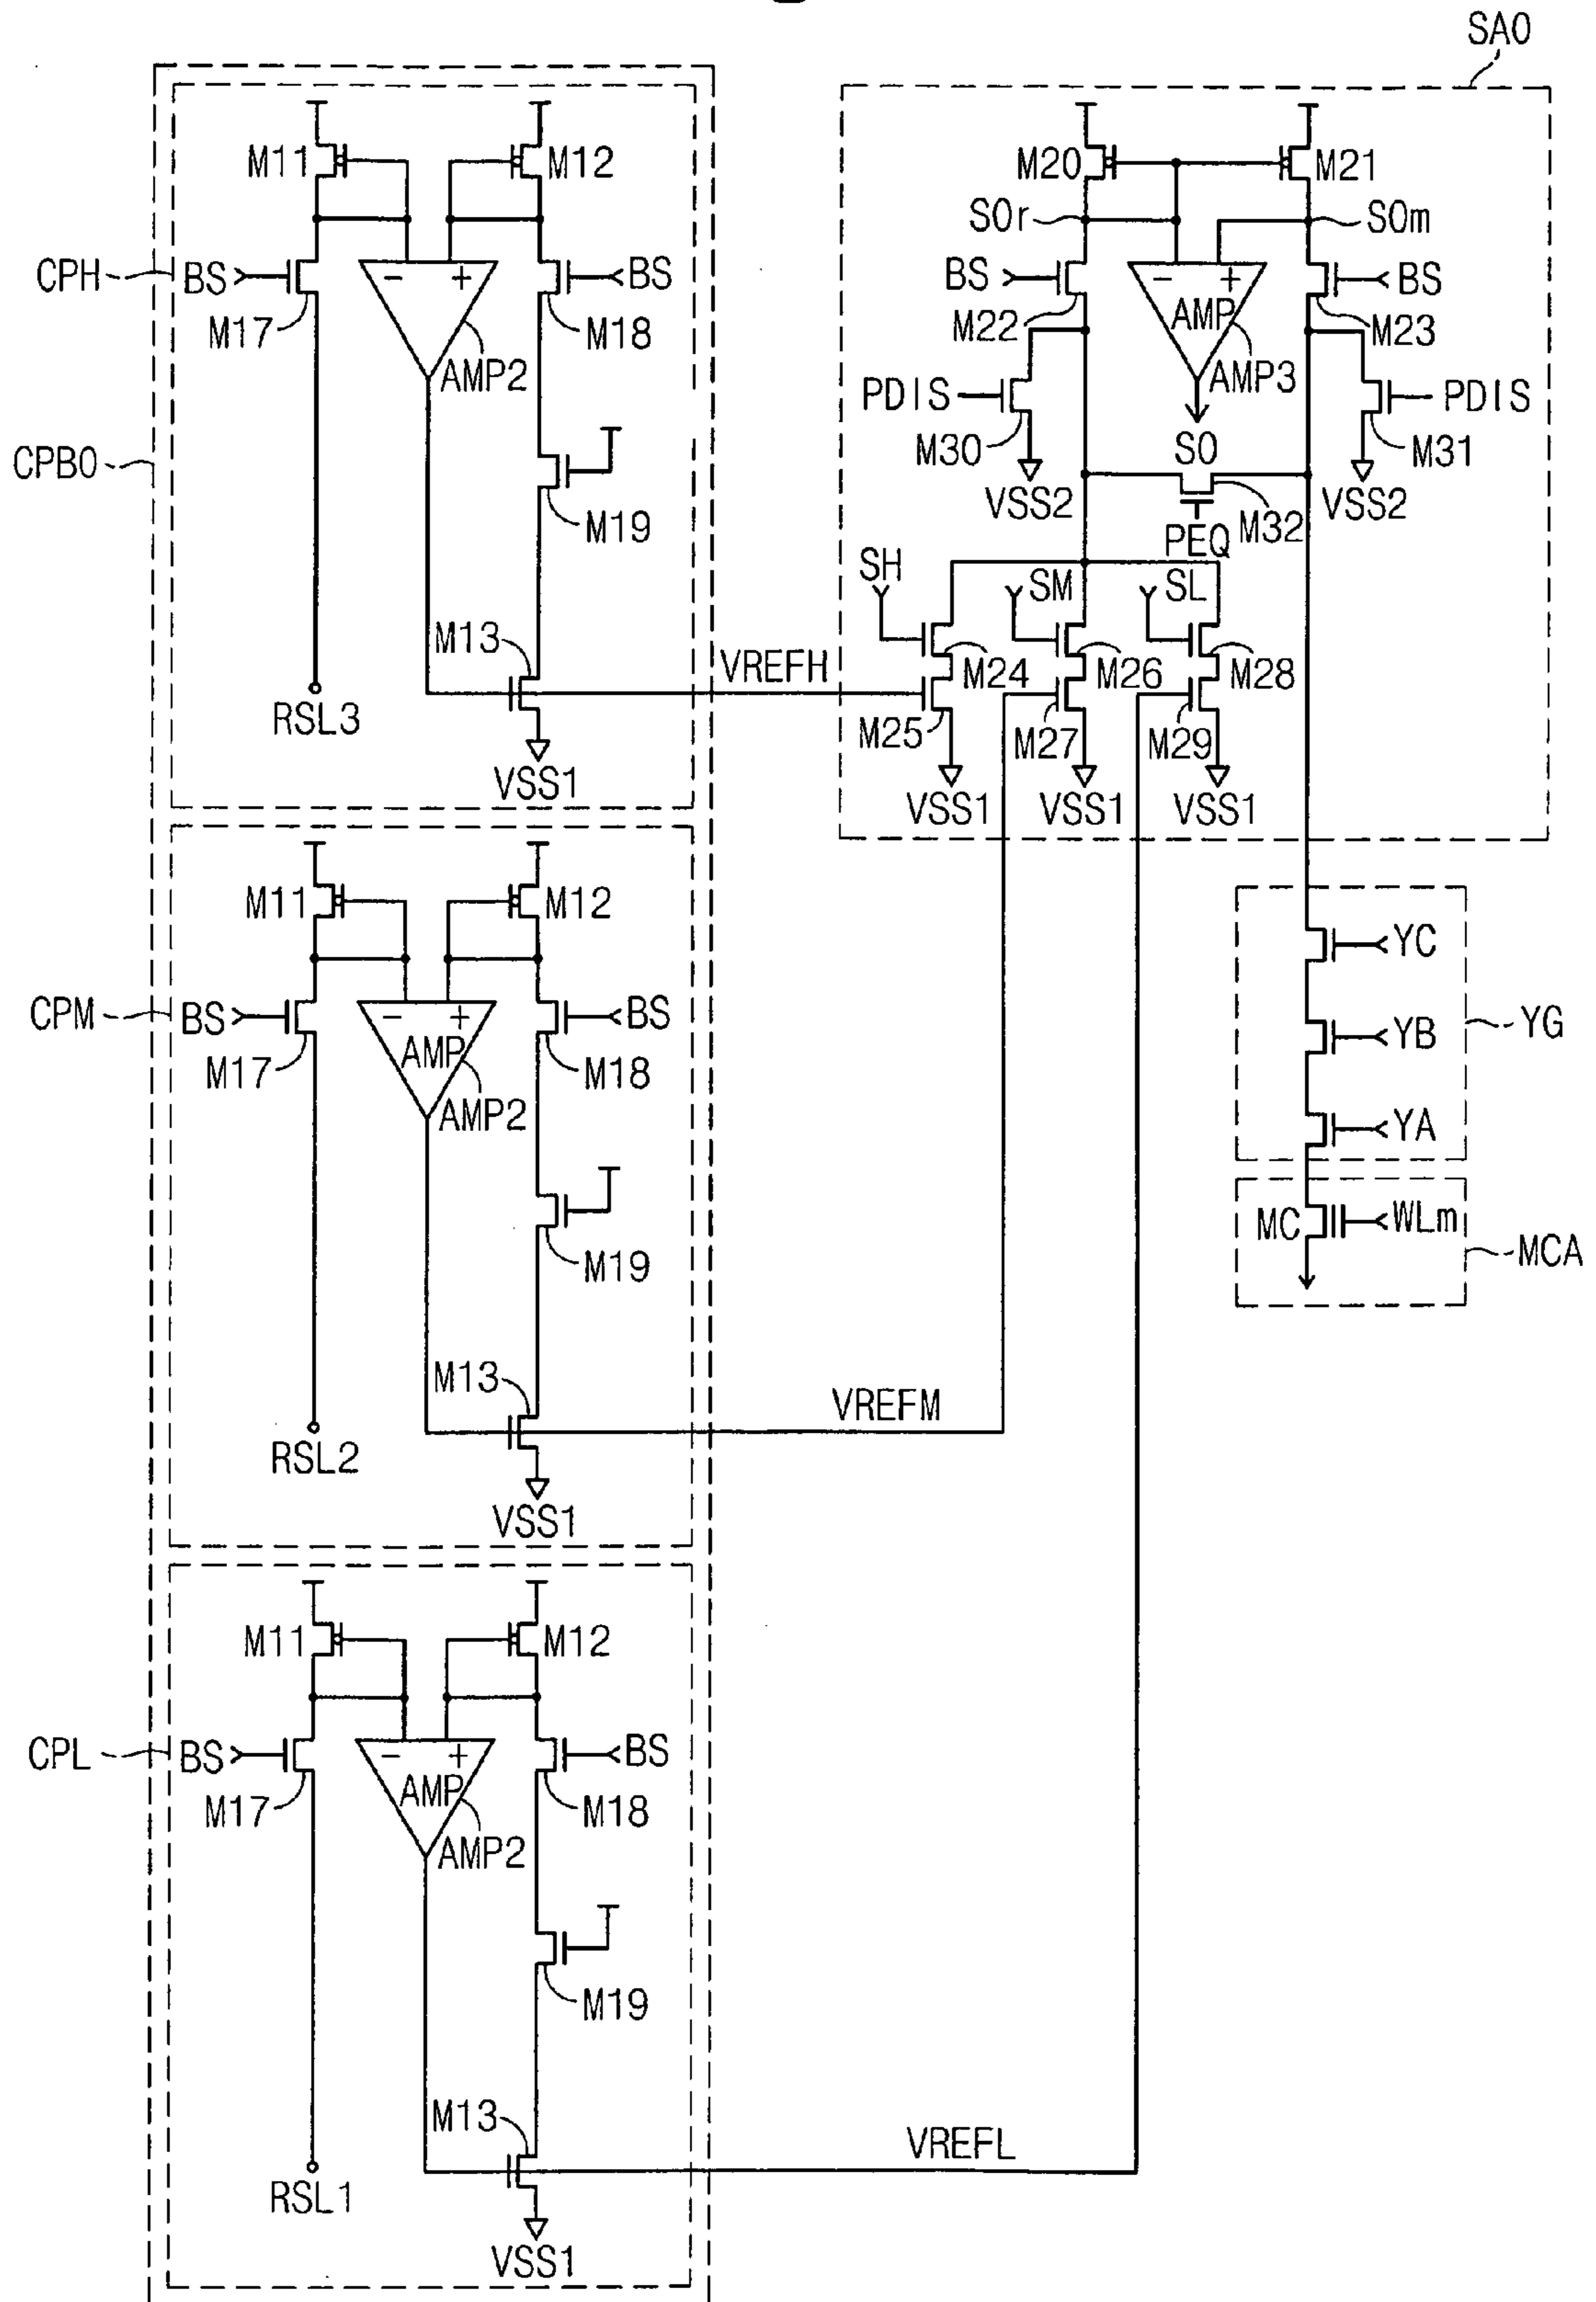 SA0
M11
M12
CPH
BS
-
+
BS
M17
M18
AMP2
CPB0
M19
M13
RSL3
VSS1
VREFH
M20
M21
S0r
S0m
BS
-
+
BS
AMP
M22
M23
AMP3
PDIS
PDIS
M30
M31
S0
VSS2
VSS2
M32
PEQ
SH
SM
SL
M24
M26
M28
M25
M27
M29
VSS1
VSS1
VSS1
M11
M12
CPM
BS
-
+
BS
AMP
M17
M18
AMP2
M19
M13
VREFM
RSL2
VSS1
YC
YB
YG
YA
MC
WLm
MCA
M11
M12
CPL
BS
-
+
BS
AMP
M17
M18
AMP2
M19
M13
VREFL
RSL1
VSS1